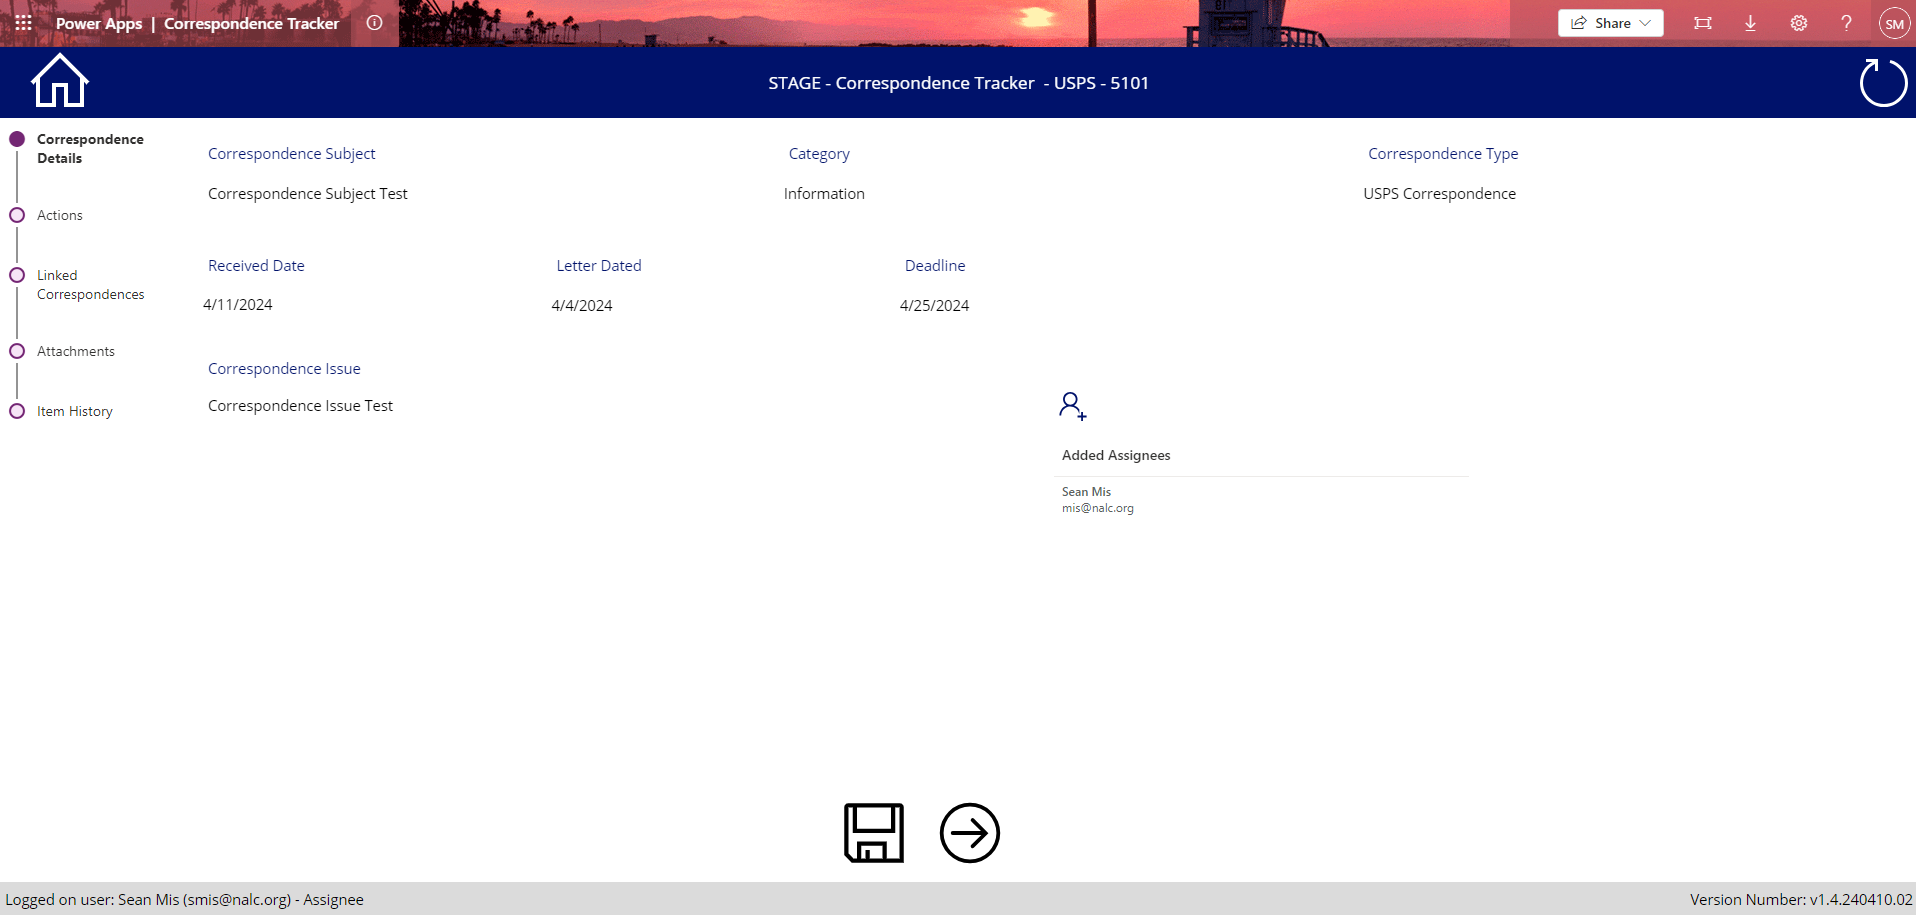 Power Apps | Correspondence Tracker
Share
?
SM
STAGE - Correspondence Tracker - USPS - 5101
Correspondence
Details
Actions
Linked
Correspondences
Attachments
Item History
Correspondence Subject
Category
Correspondence Type
Correspondence Subject Test
Information
USPS Correspondence
Received Date
Letter Dated
Deadline
4/11/2024
4/4/2024
4/25/2024
Correspondence Issue
Correspondence Issue Test
Added Assignees
Sean Mis
mis@nalc.org
Logged on user: Sean Mis (smis@nalc.org) - Assignee
Version Number: v1.4.240410.02